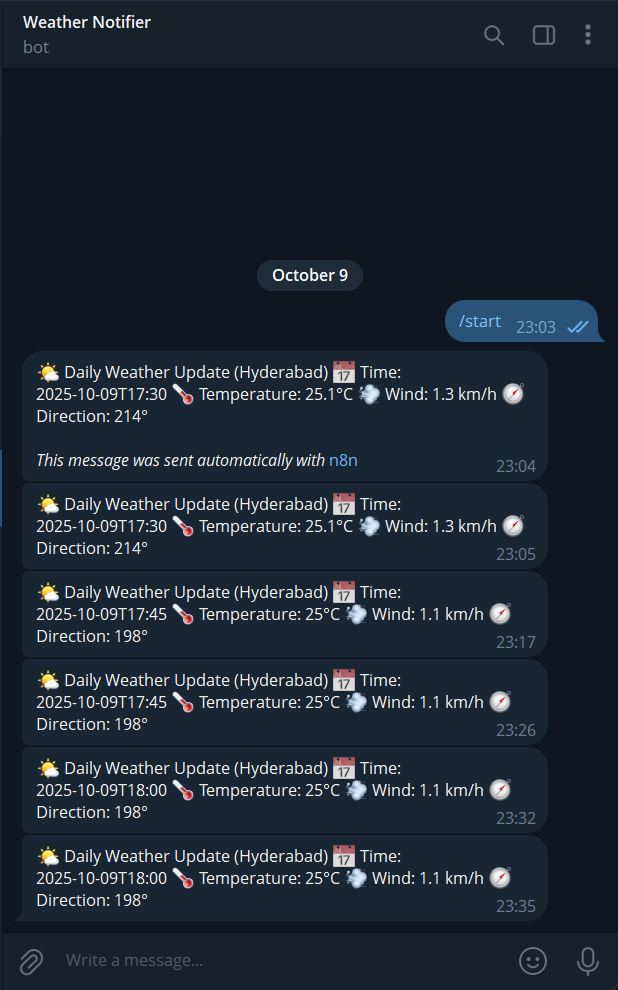 Weather Notifier
bot
October 9
/start 23:03
🌤️ Daily Weather Update (Hyderabad) 📅 Time:
2025-10-09T17:30 🌡️ Temperature: 25.1°C 💨 Wind: 1.3 km/h 🧭
Direction: 214°
This message was sent automatically with n8n
23:04
🌤️ Daily Weather Update (Hyderabad) 📅 Time:
2025-10-09T17:30 🌡️ Temperature: 25.1°C 💨 Wind: 1.3 km/h 🧭
Direction: 214°
23:05
🌤️ Daily Weather Update (Hyderabad) 📅 Time:
2025-10-09T17:45 🌡️ Temperature: 25°C 💨 Wind: 1.1 km/h 🧭
Direction: 198°
23:17
🌤️ Daily Weather Update (Hyderabad) 📅 Time:
2025-10-09T17:45 🌡️ Temperature: 25°C 💨 Wind: 1.1 km/h 🧭
Direction: 198°
23:26
🌤️ Daily Weather Update (Hyderabad) 📅 Time:
2025-10-09T18:00 🌡️ Temperature: 25°C 💨 Wind: 1.1 km/h 🧭
Direction: 198°
23:32
🌤️ Daily Weather Update (Hyderabad) 📅 Time:
2025-10-09T18:00 🌡️ Temperature: 25°C 💨 Wind: 1.1 km/h 🧭
Direction: 198°
23:35
Write a message...